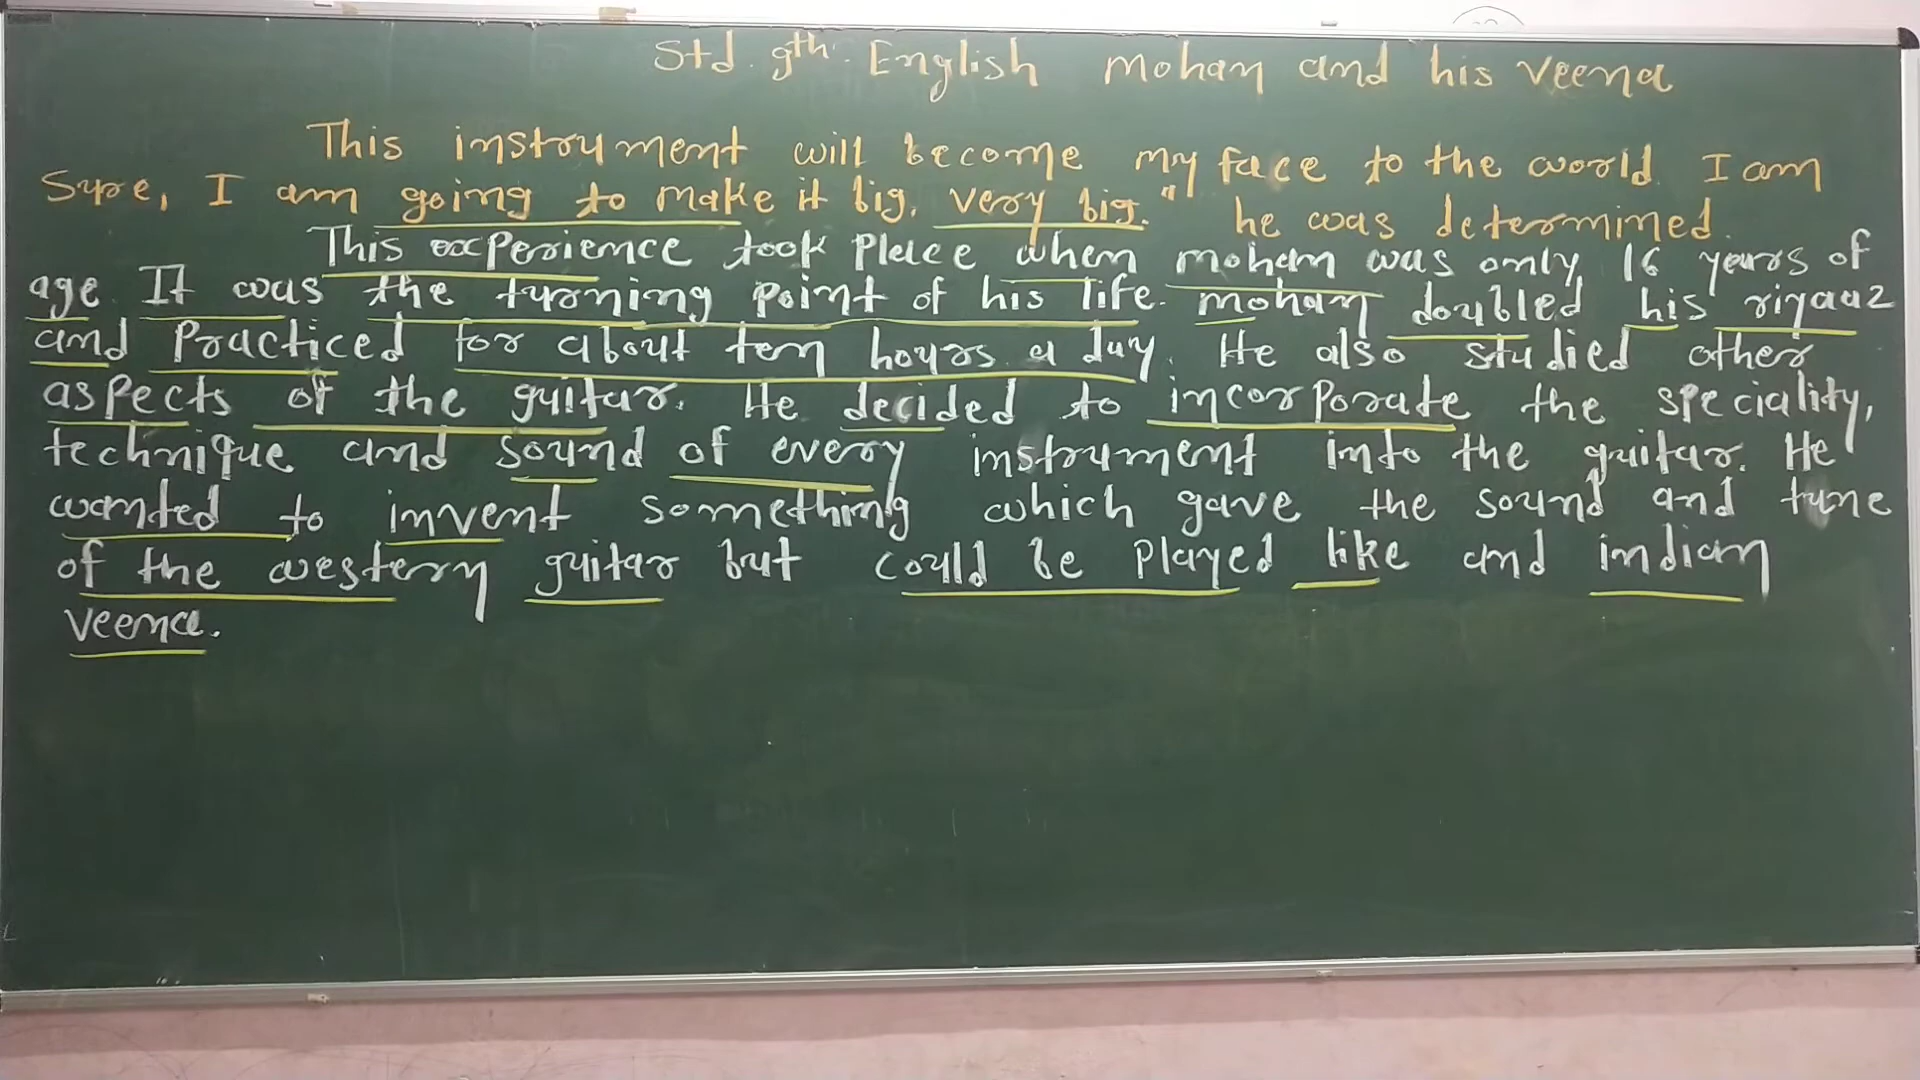 Std. 9th. English Mohan and his Veena
This instrument will become my face to the world. I am
Sure, I am going to make it big, very big." he was determined.
This experience took place when mohan was only 16 years of
age. It was the turning point of his life. mohan doubled his riyaaz
and Practiced for about ten hours a day. He also studied other
aspects of the guitar. He decided to incorporate the speciality,
technique and sound of every instrument into the guitar. He
wanted to invent something which gave the sound and tune
of the western guitar but could be played like and indian
veena.